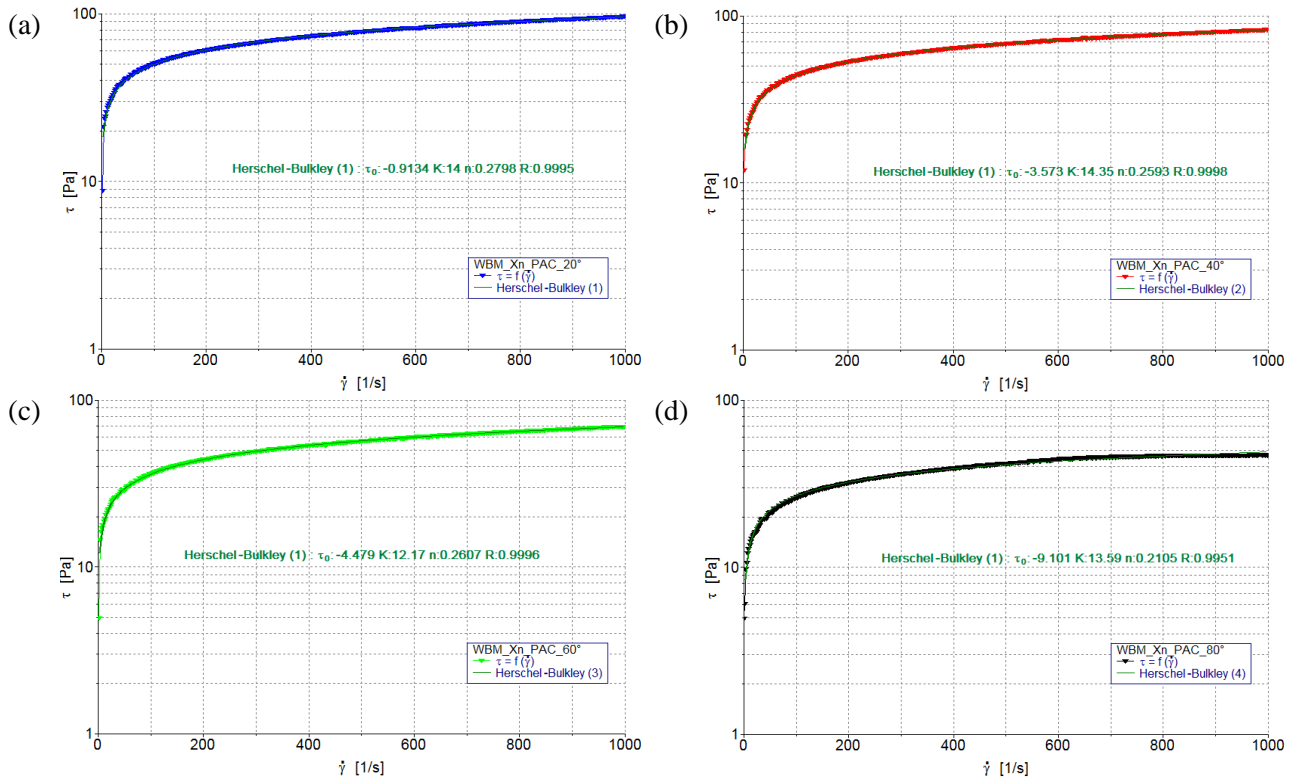 (a)
100
10
1
τ [Pa]
Herschel-Bulkley (1) : τ₀: -0.9134 K:14 n:0.2798 R:0.9995
WBM_Xn_PAC_20°
τ = f (γ̇)
Herschel-Bulkley (1)
0 200 400 600 800 1000
γ̇ [1/s]
(b)
100
10
1
τ [Pa]
Herschel-Bulkley (1) : τ₀: -3.573 K:14.35 n:0.2593 R:0.9998
WBM_Xn_PAC_40°
τ = f (γ̇)
Herschel-Bulkley (2)
0 200 400 600 800 1000
γ̇ [1/s]
(c)
100
10
1
τ [Pa]
Herschel-Bulkley (1) : τ₀: -4.479 K:12.17 n:0.2607 R:0.9996
WBM_Xn_PAC_60°
τ = f (γ̇)
Herschel-Bulkley (3)
0 200 400 600 800 1000
γ̇ [1/s]
(d)
100
10
1
τ [Pa]
Herschel-Bulkley (1) : τ₀: -9.101 K:13.59 n:0.2105 R:0.9951
WBM_Xn_PAC_80°
τ = f (γ̇)
Herschel-Bulkley (4)
0 200 400 600 800 1000
γ̇ [1/s]